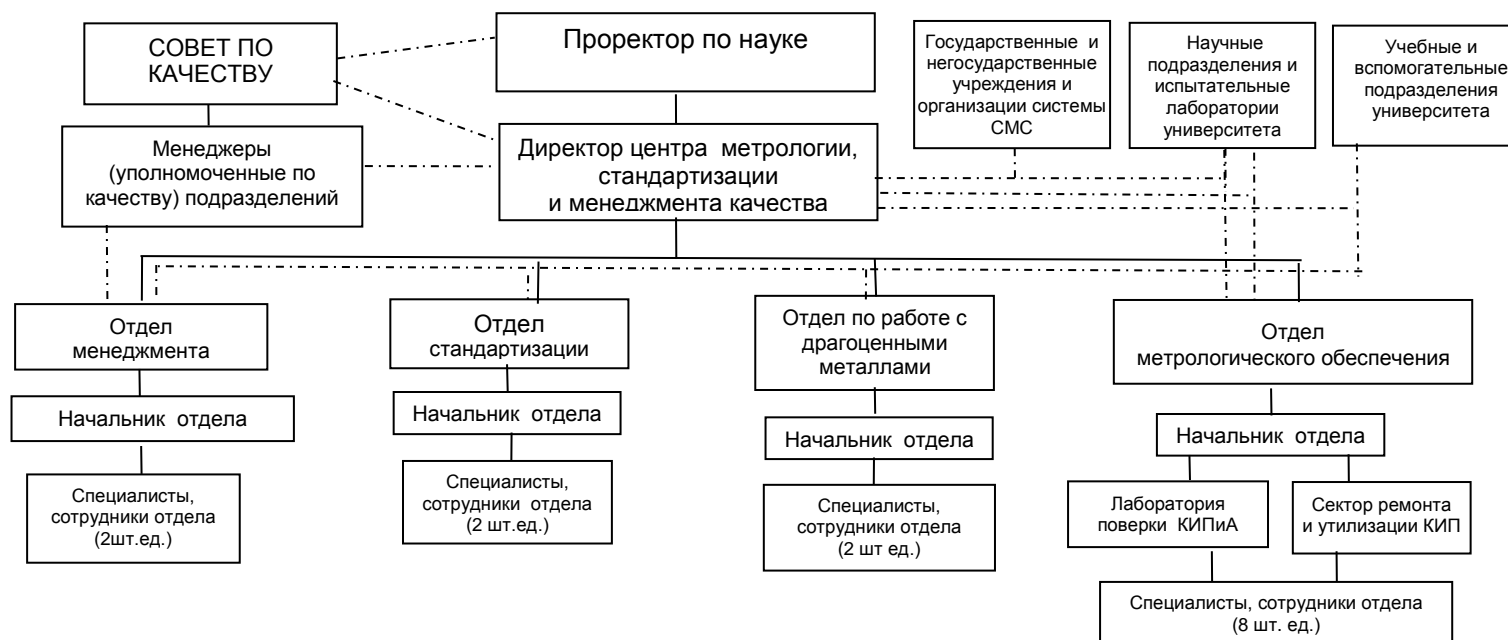 СОВЕТ ПО
КАЧЕСТВУ
Проректор по науке
Государственные и
негосударственные
учреждения и
организации системы
СМС
Научные
подразделения и
испытательные
лаборатории
университета
Учебные и
вспомогательные
подразделения
университета
Менеджеры
(уполномоченные по
качеству) подразделений
Директор центра метрологии,
стандартизации
и менеджмента качества
Отдел
менеджмента
Отдел
стандартизации
Отдел по работе с
драгоценными
металлами
Отдел
метрологического обеспечения
Начальник отдела
Начальник отдела
Начальник отдела
Начальник отдела
Специалисты,
сотрудники отдела
(2шт.ед.)
Специалисты,
сотрудники отдела
(2 шт.ед.)
Специалисты,
сотрудники отдела
(2 шт ед.)
Лаборатория
поверки КИПиА
Сектор ремонта
и утилизации КИП
Специалисты, сотрудники отдела
(8 шт. ед.)